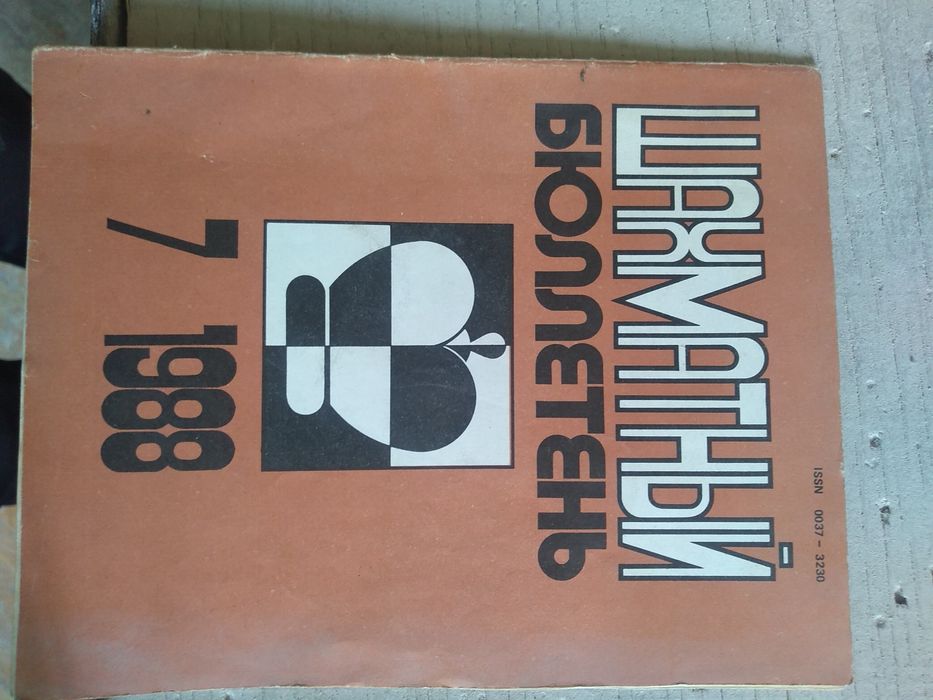 ISSN 0037-3230
ШАХМАТНЫЙ
БЮЛЛЕТЕНЬ
7 1988